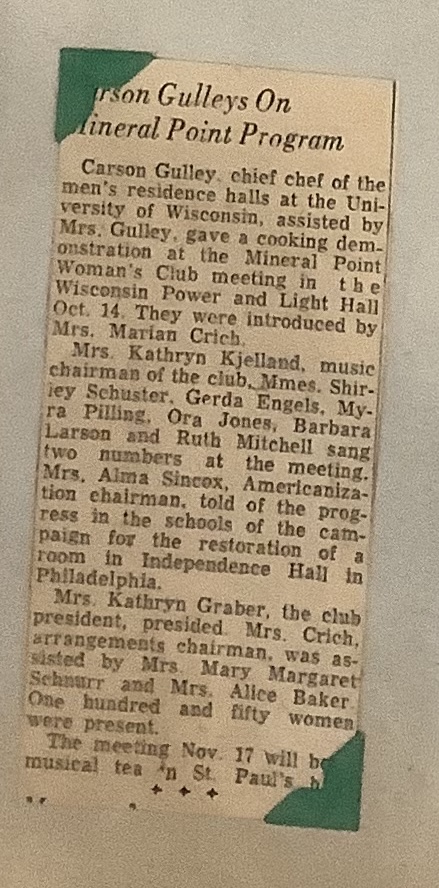 rson Gulleys On
ineral Point Program
Carson Gulley, chief chef of the
men's residence halls at the Uni-
versity of Wisconsin, assisted by
Mrs. Gulley, gave a cooking dem-
onstration at the Mineral Point
Woman's Club meeting in the
Wisconsin Power and Light Hall
Oct. 14. They were introduced by
Mrs. Marian Crich.
Mrs. Kathryn Kjelland, music
chairman of the club, Mmes. Shir-
ley Schuster, Gerda Engels, My-
ra Pilling, Ora Jones, Barbara
Larson and Ruth Mitchell sang
two numbers at the meeting.
Mrs. Alma Sincox, Americaniza-
tion chairman, told of the prog-
ress in the schools of the cam-
paign for the restoration of a
room in Independence Hall in
Philadelphia.
Mrs. Kathryn Graber, the club
president, presided. Mrs. Crich,
arrangements chairman, was as-
sisted by Mrs. Mary Margaret
Schnurr and Mrs. Alice Baker.
One hundred and fifty women
were present.
The meeting Nov. 17 will be
musical tea in St. Paul's